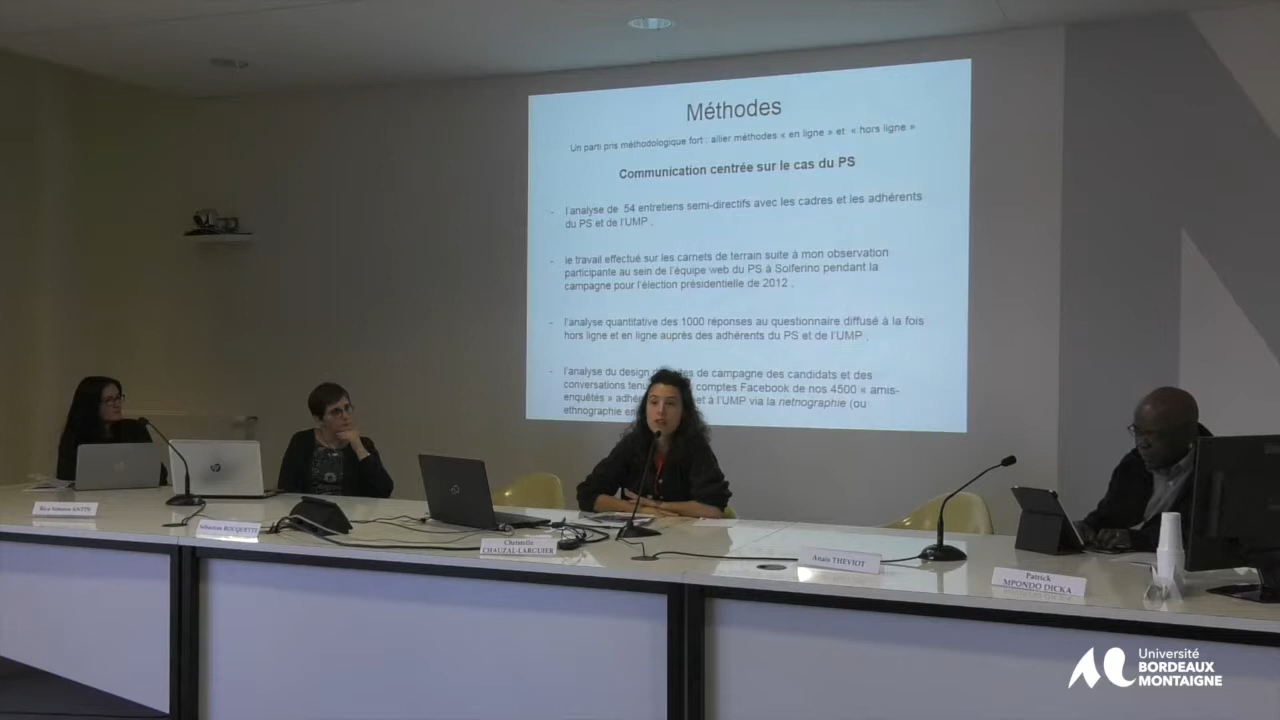 Méthodes
Un parti pris méthodologique fort : allier méthodes « en ligne » et « hors ligne »
Communication centrée sur le cas du PS
- l'analyse de 54 entretiens semi-directifs avec les cadres et les adhérents
du PS et de l'UMP .
- le travail effectué sur les carnets de terrain suite à mon observation
participante au sein de l'équipe web du PS à Solferino pendant la
campagne pour l'élection présidentielle de 2012 .
- l'analyse quantitative des 1000 réponses au questionnaire diffusé à la fois
hors ligne et en ligne auprès des adhérents du PS et de l'UMP .
- l'analyse du design de campagne des candidats et des
conversations comptes Facebook de nos 4500 « amis-
enquêtés » et à l'UMP via la netnographie (ou
ethnographie
Sébastien ROUQUETTE
Christelle
CHAUZAL-LARGUIER
Anaïs THEVIOT
Patrick
MPONDO DICKA
Université
BORDEAUX
MONTAIGNE